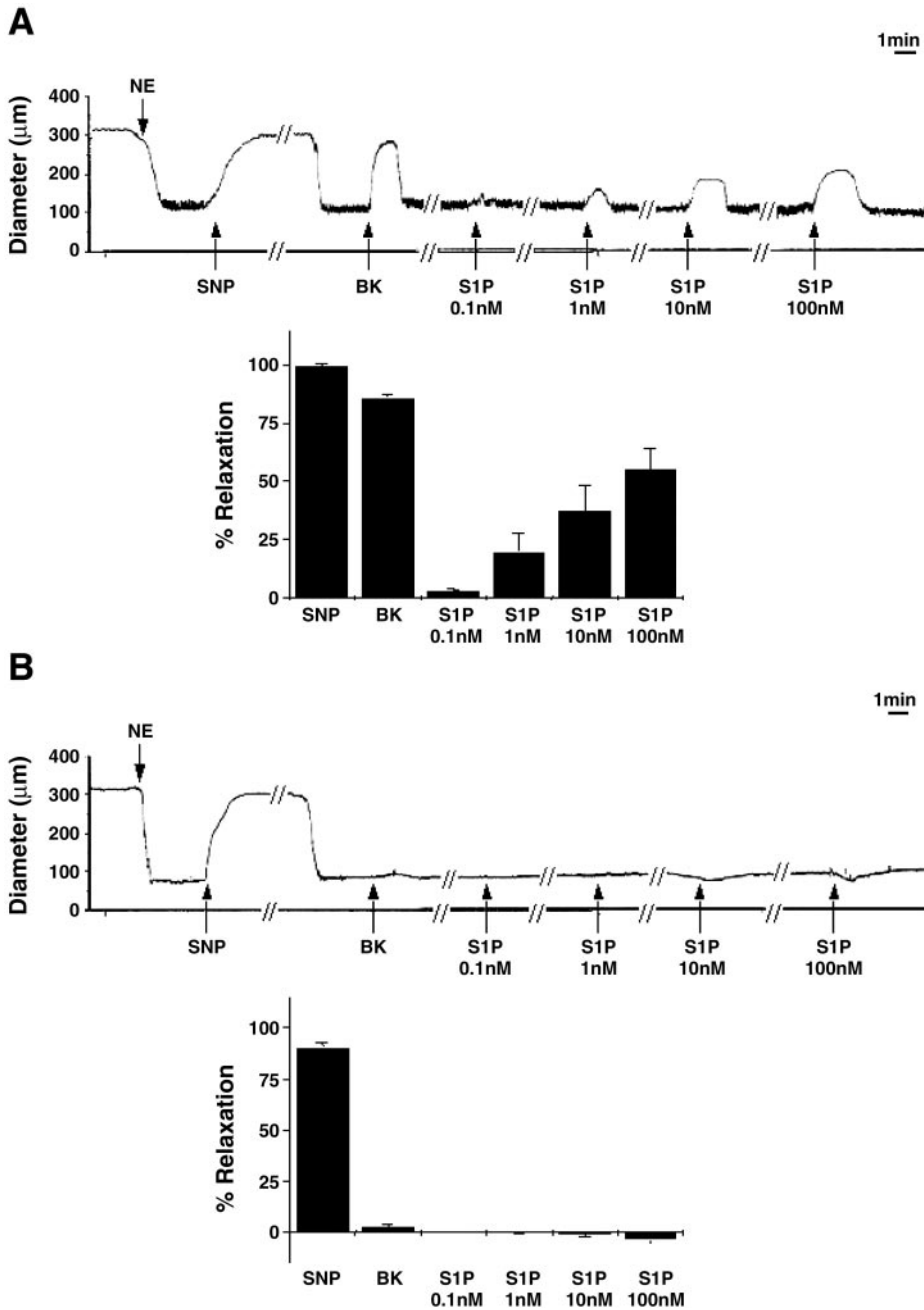 A
1min
NE
Diameter (μm)
400
300
200
100
0
SNP
BK
S1P
0.1nM
S1P
1nM
S1P
10nM
S1P
100nM
% Relaxation
100
75
50
25
0
SNP
BK
S1P
0.1nM
S1P
1nM
S1P
10nM
S1P
100nM
B
1min
NE
Diameter (μm)
400
300
200
100
0
SNP
BK
S1P
0.1nM
S1P
1nM
S1P
10nM
S1P
100nM
% Relaxation
100
75
50
25
0
SNP
BK
S1P
0.1nM
S1P
1nM
S1P
10nM
S1P
100nM